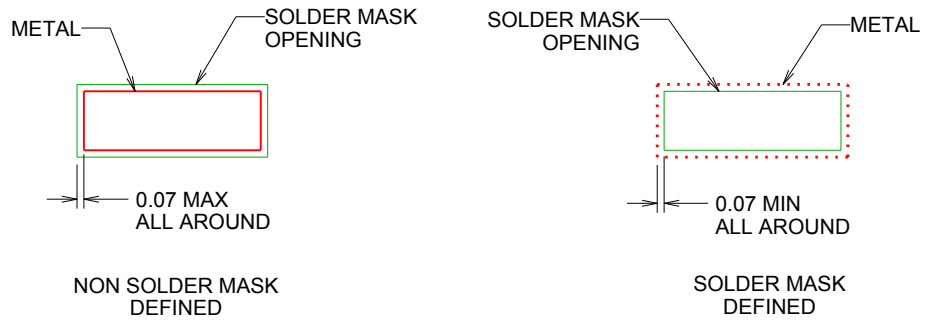 METAL
SOLDER MASK
OPENING
0.07 MAX
ALL AROUND
NON SOLDER MASK
DEFINED
SOLDER MASK
OPENING
METAL
0.07 MIN
ALL AROUND
SOLDER MASK
DEFINED